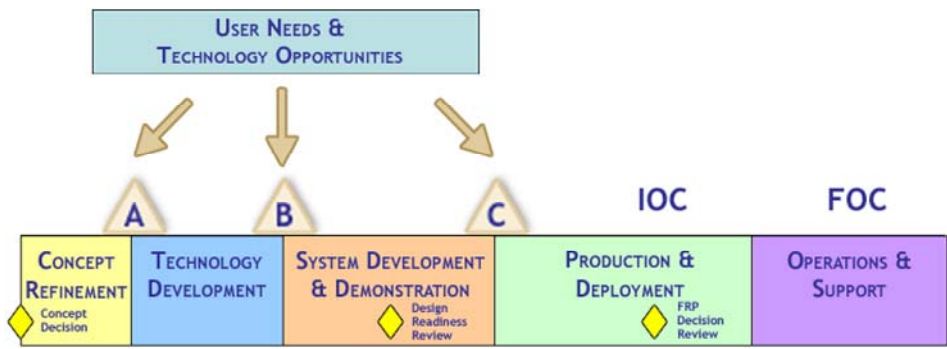 USER NEEDS &
TECHNOLOGY OPPORTUNITIES
A
B
C
IOC
FOC
CONCEPT
REFINEMENT
Concept
Decision
TECHNOLOGY
DEVELOPMENT
SYSTEM DEVELOPMENT
& DEMONSTRATION
Design
Readiness
Review
PRODUCTION &
DEPLOYMENT
FRP
Decision
Review
OPERATIONS &
SUPPORT